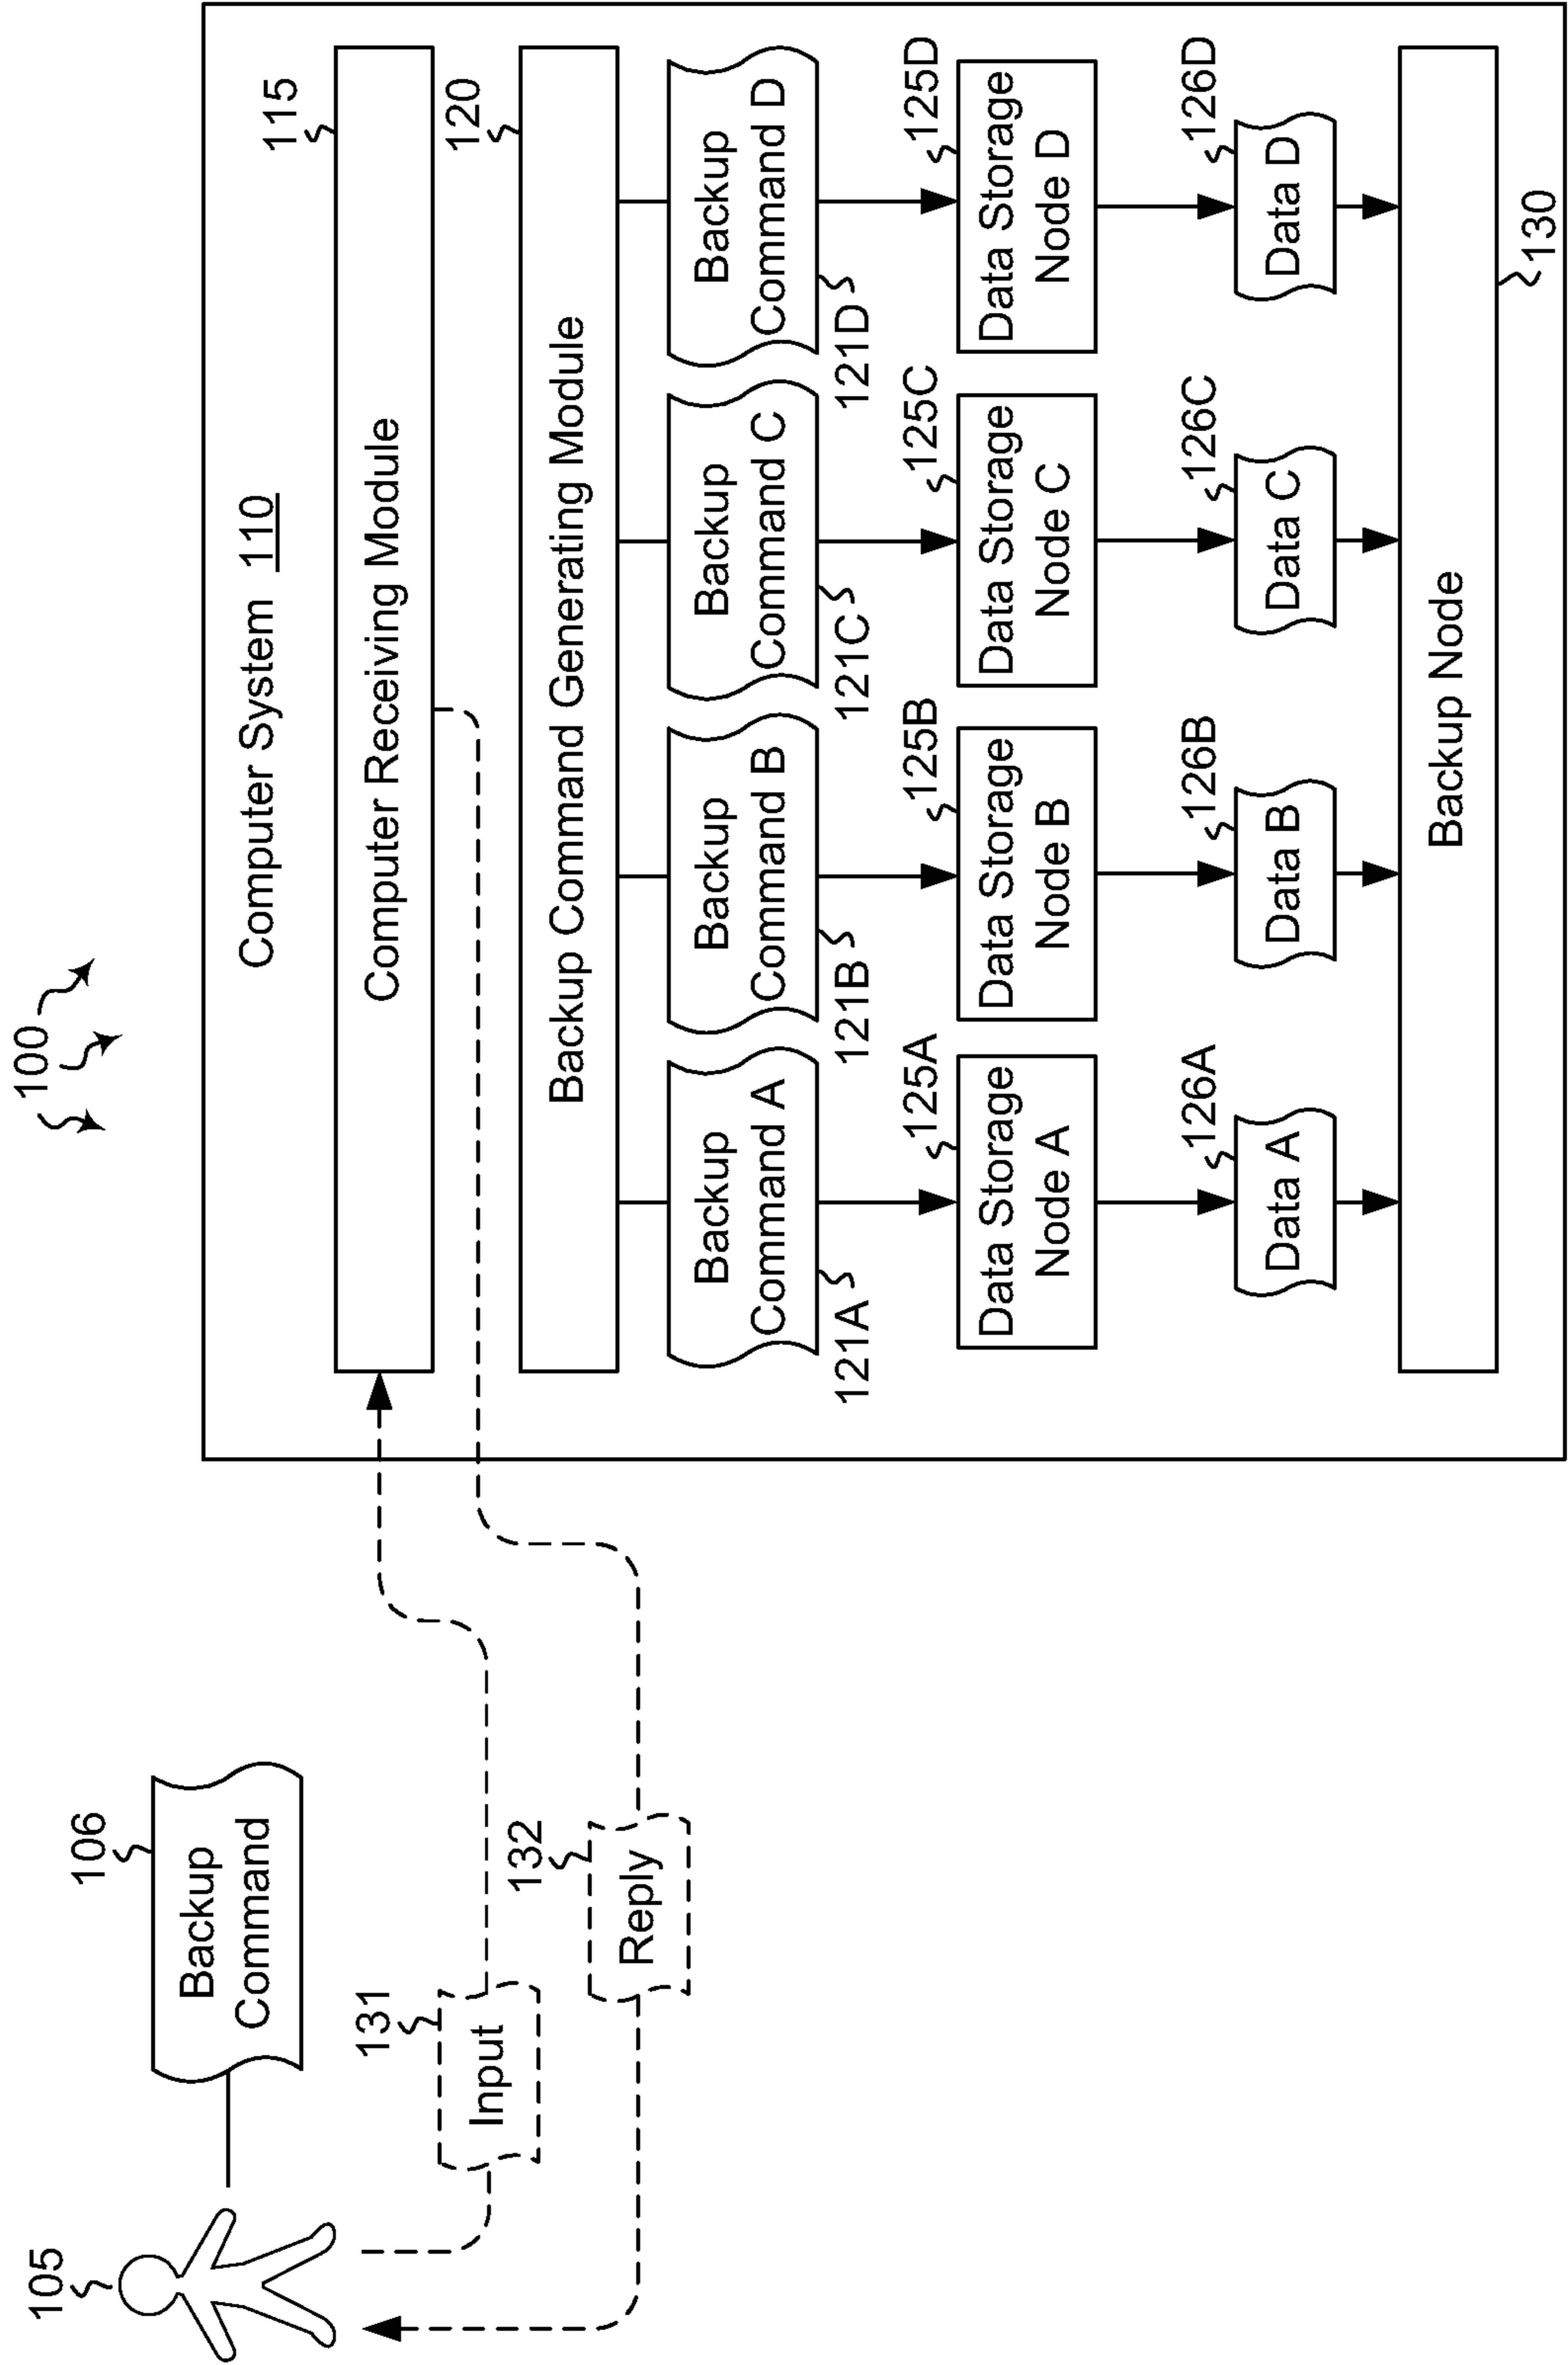 100
105
106
Backup
Command
131
Input
132
Reply
Computer System 110
115
Computer Receiving Module
120
Backup Command Generating Module
Backup
Command A
121A
Backup
Command B
121B
Backup
Command C
121C
Backup
Command D
121D
125A
Data Storage
Node A
125B
Data Storage
Node B
125C
Data Storage
Node C
125D
Data Storage
Node D
126A
Data A
126B
Data B
126C
Data C
126D
Data D
Backup Node
130